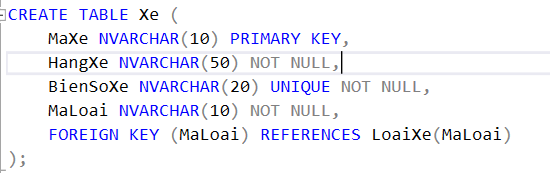 CREATE TABLE Xe (
MaXe NVARCHAR(10) PRIMARY KEY,
HangXe NVARCHAR(50) NOT NULL,
BienSoXe NVARCHAR(20) UNIQUE NOT NULL,
MaLoai NVARCHAR(10) NOT NULL,
FOREIGN KEY (MaLoai) REFERENCES LoaiXe(MaLoai)
);